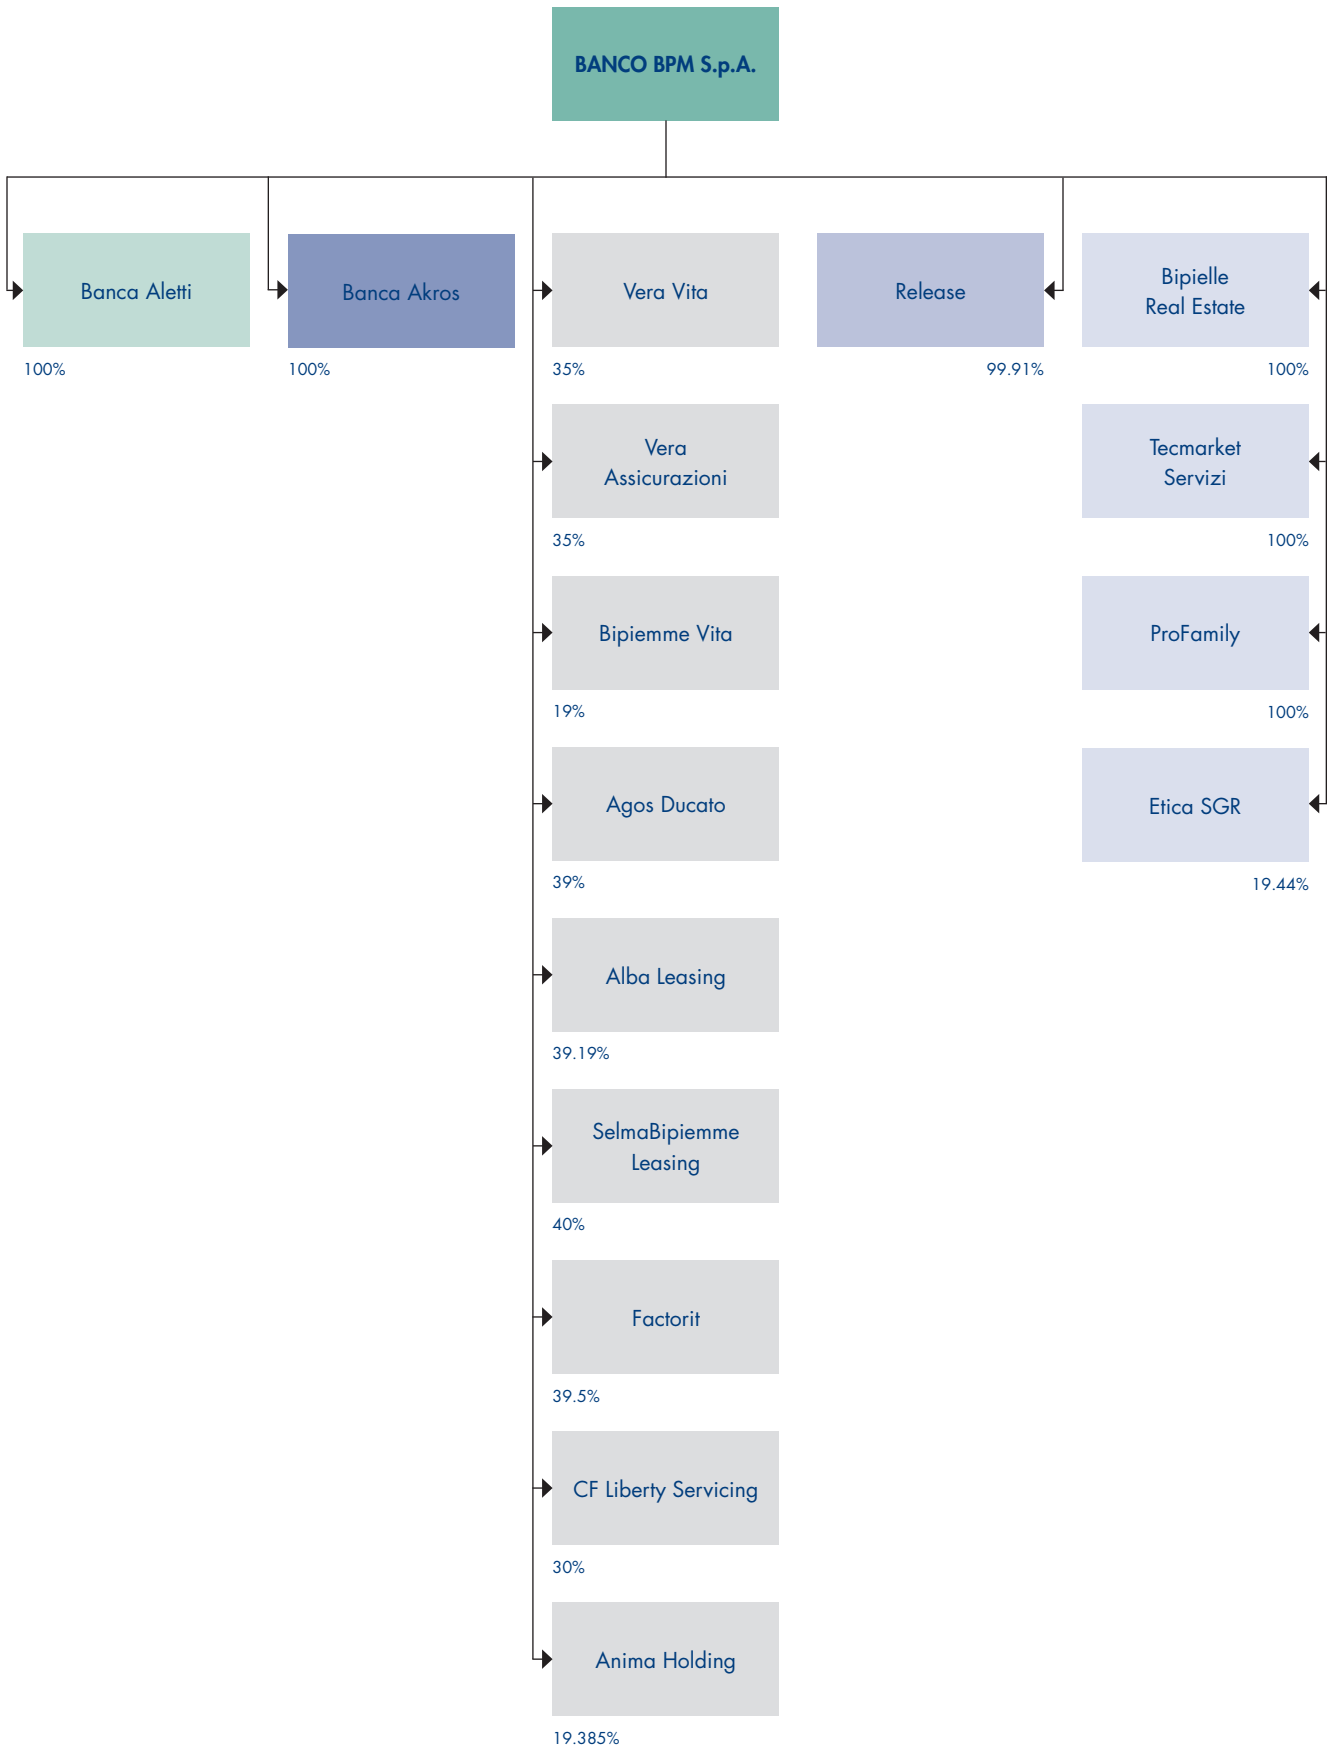 BANCO BPM S.p.A.
Banca Aletti
100%
Banca Akros
100%
Vera Vita
35%
Vera
Assicurazioni
35%
Bipiemme Vita
19%
Agos Ducato
39%
Alba Leasing
39.19%
SelmaBipiemme
Leasing
40%
Factorit
39.5%
CF Liberty Servicing
30%
Anima Holding
19.385%
Release
99.91%
Bipielle
Real Estate
100%
Tecmarket
Servizi
100%
ProFamily
100%
Etica SGR
19.44%